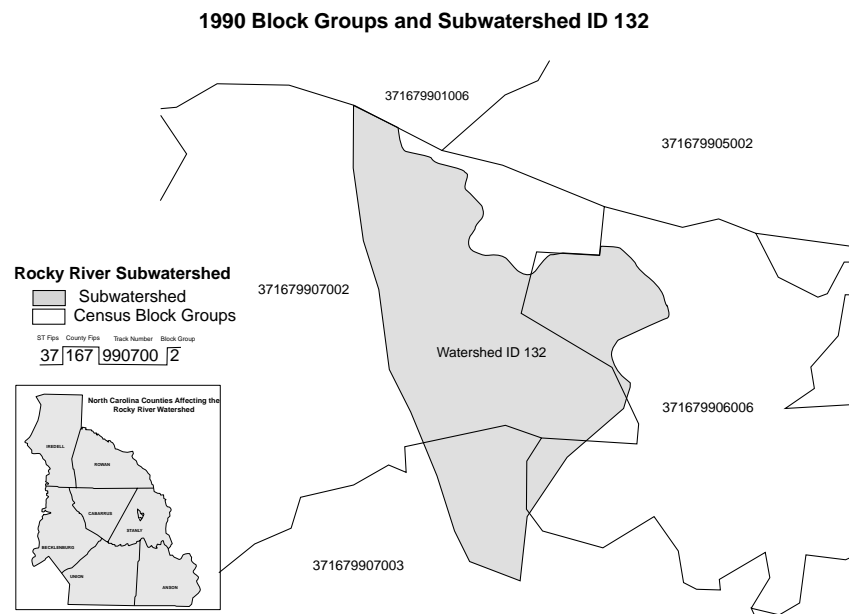 1990 Block Groups and Subwatershed ID 132
371679901006
371679905002
Rocky River Subwatershed
Subwatershed
Census Block Groups
ST Fips County Fips Track Number Block Group
37 167 990700 2
371679907002
Watershed ID 132
371679906006
371679907003
North Carolina Counties Affecting the
Rocky River Watershed
IREDELL
ROWAN
CABARRUS
STANLY
BECKLENBURG
UNION
ANSON